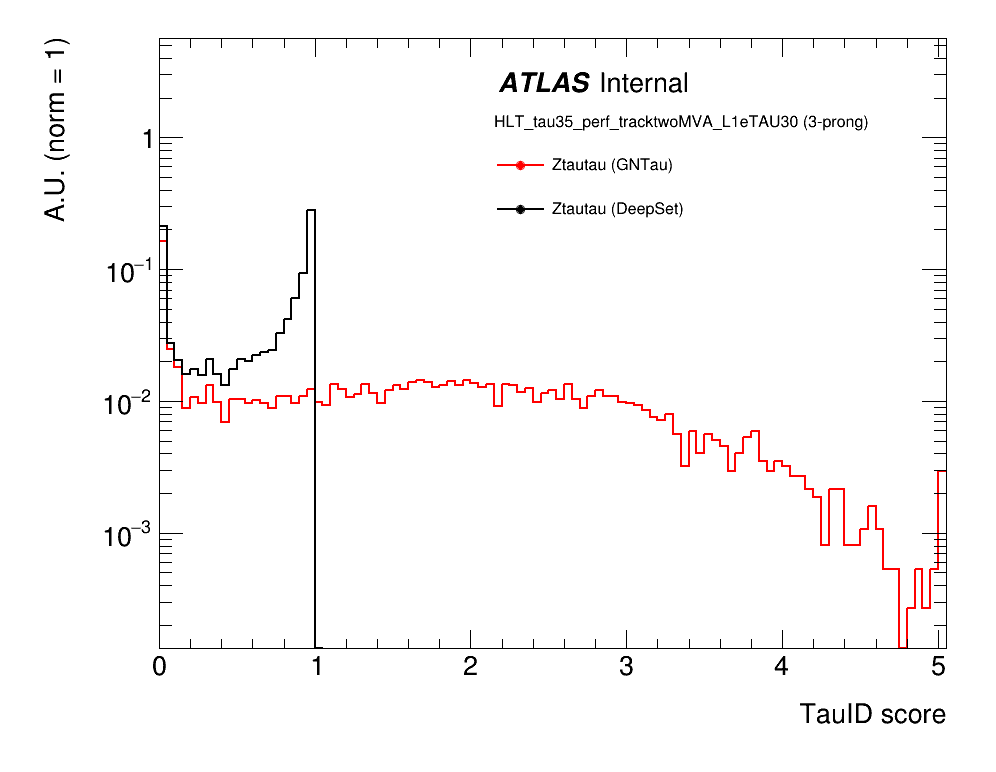 A.U. (norm = 1)
ATLAS Internal
HLT_tau35_perf_tracktwoMVA_L1eTAU30 (3-prong)
Ztautau (GNTau)
Ztautau (DeepSet)
1
10⁻¹
10⁻²
10⁻³
0 1 2 3 4 5
TauID score